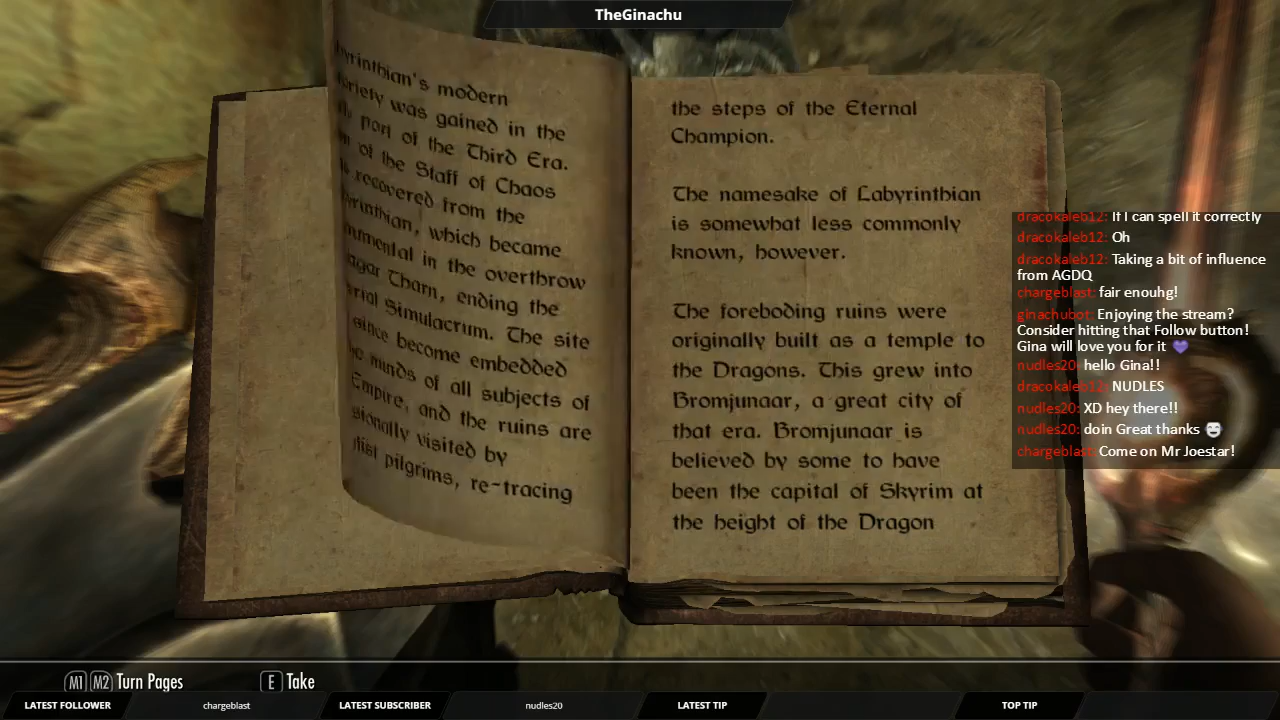 TheGinachu
modern
was gained in the
part of the Third Era.
of the Staff of Chaos
recovered from the
which became
in the overthrow
Tharn, ending the
Simulacrum. The site
since become embedded
minds of all subjects of
Empire, and the ruins are
visited by
pilgrims, re-tracing
the steps of the Eternal
Champion.
The namesake of Labyrinthian
is somewhat less commonly
known, however.
The foreboding ruins were
originally built as a temple to
the Dragons. This grew into
Bromjunaar, a great city of
that era. Bromjunaar is
believed by some to have
been the capital of Skyrim at
the height of the Dragon
dracokaleb12: If I can spell it correctly
dracokaleb12: Oh
dracokaleb12: Taking a bit of influence
from AGDQ
chargeblast: fair enouhg!
ginachubot: Enjoying the stream?
Consider hitting that Follow button!
Gina will love you for it 💜
nudles20: hello Gina!!
dracokaleb12: NUDLES
nudles20: XD hey there!!
nudles20: doin Great thanks
chargeblast: Come on Mr Joestar!
M1 M2 Turn Pages
E Take
LATEST FOLLOWER
chargeblast
LATEST SUBSCRIBER
nudles20
LATEST TIP
TOP TIP